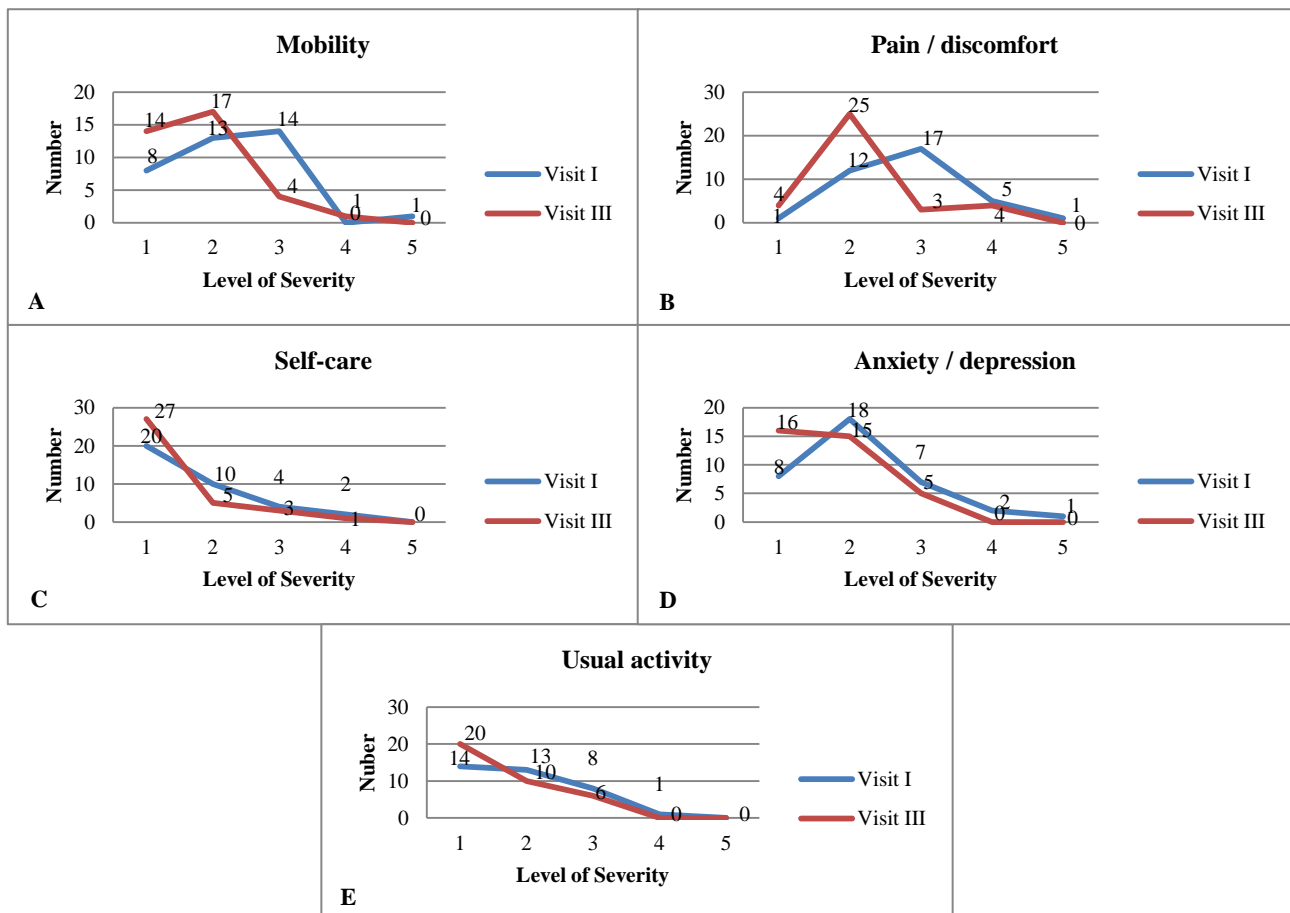 Mobility
20
15
10
5
0
Number
14
17
8
13
14
4
1
0
1
0
1 2 3 4 5
Level of Severity
Visit I
Visit III
A
Pain / discomfort
30
20
10
0
Number
4
1
25
12
17
3
5
4
1
0
1 2 3 4 5
Level of Severity
Visit I
Visit III
B
Self-care
30
20
10
0
Number
27
20
10
5
4
3
2
1
0
1 2 3 4 5
Level of Severity
Visit I
Visit III
C
Anxiety / depression
20
15
10
5
0
Number
16
8
18
15
7
5
2
0
1
0
1 2 3 4 5
Level of Severity
Visit I
Visit III
D
Usual activity
30
20
10
0
Nuber
20
14
13
10
8
6
1
0
0
1 2 3 4 5
Level of Severity
Visit I
Visit III
E